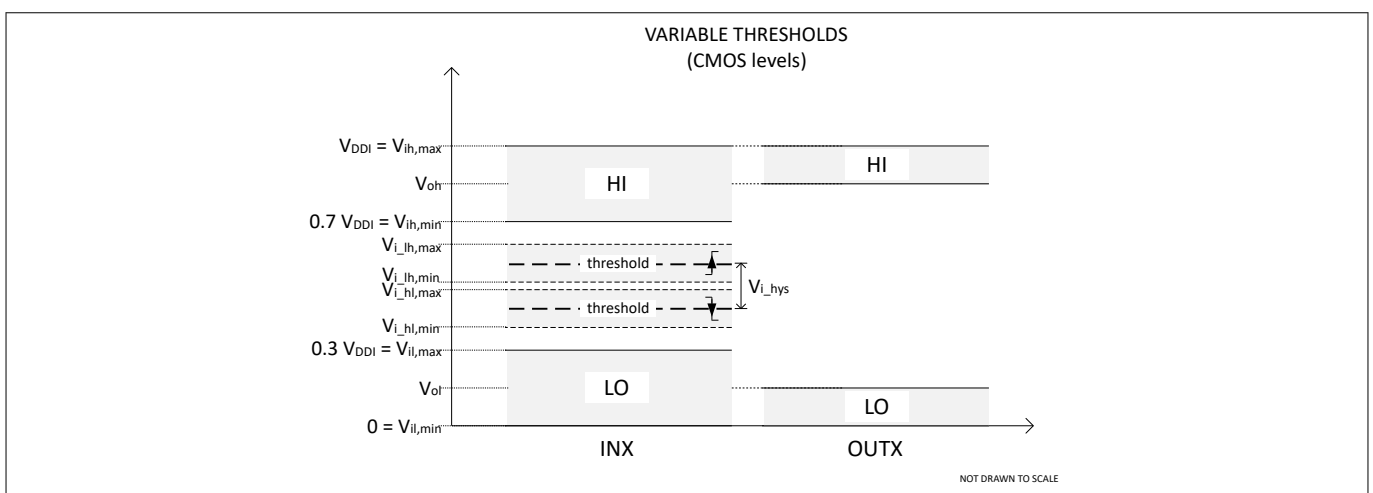 VARIABLE THRESHOLDS
(CMOS levels)
VDDI = Vih,max
HI
HI
Voh
0.7 VDDI = Vih,min
Vi_lh,max
threshold
Vi_lh,min
Vi_hys
Vi_hl,max
threshold
Vi_hl,min
0.3 VDDI = Vil,max
Vol
LO
LO
0 = Vil,min
INX
OUTX
NOT DRAWN TO SCALE